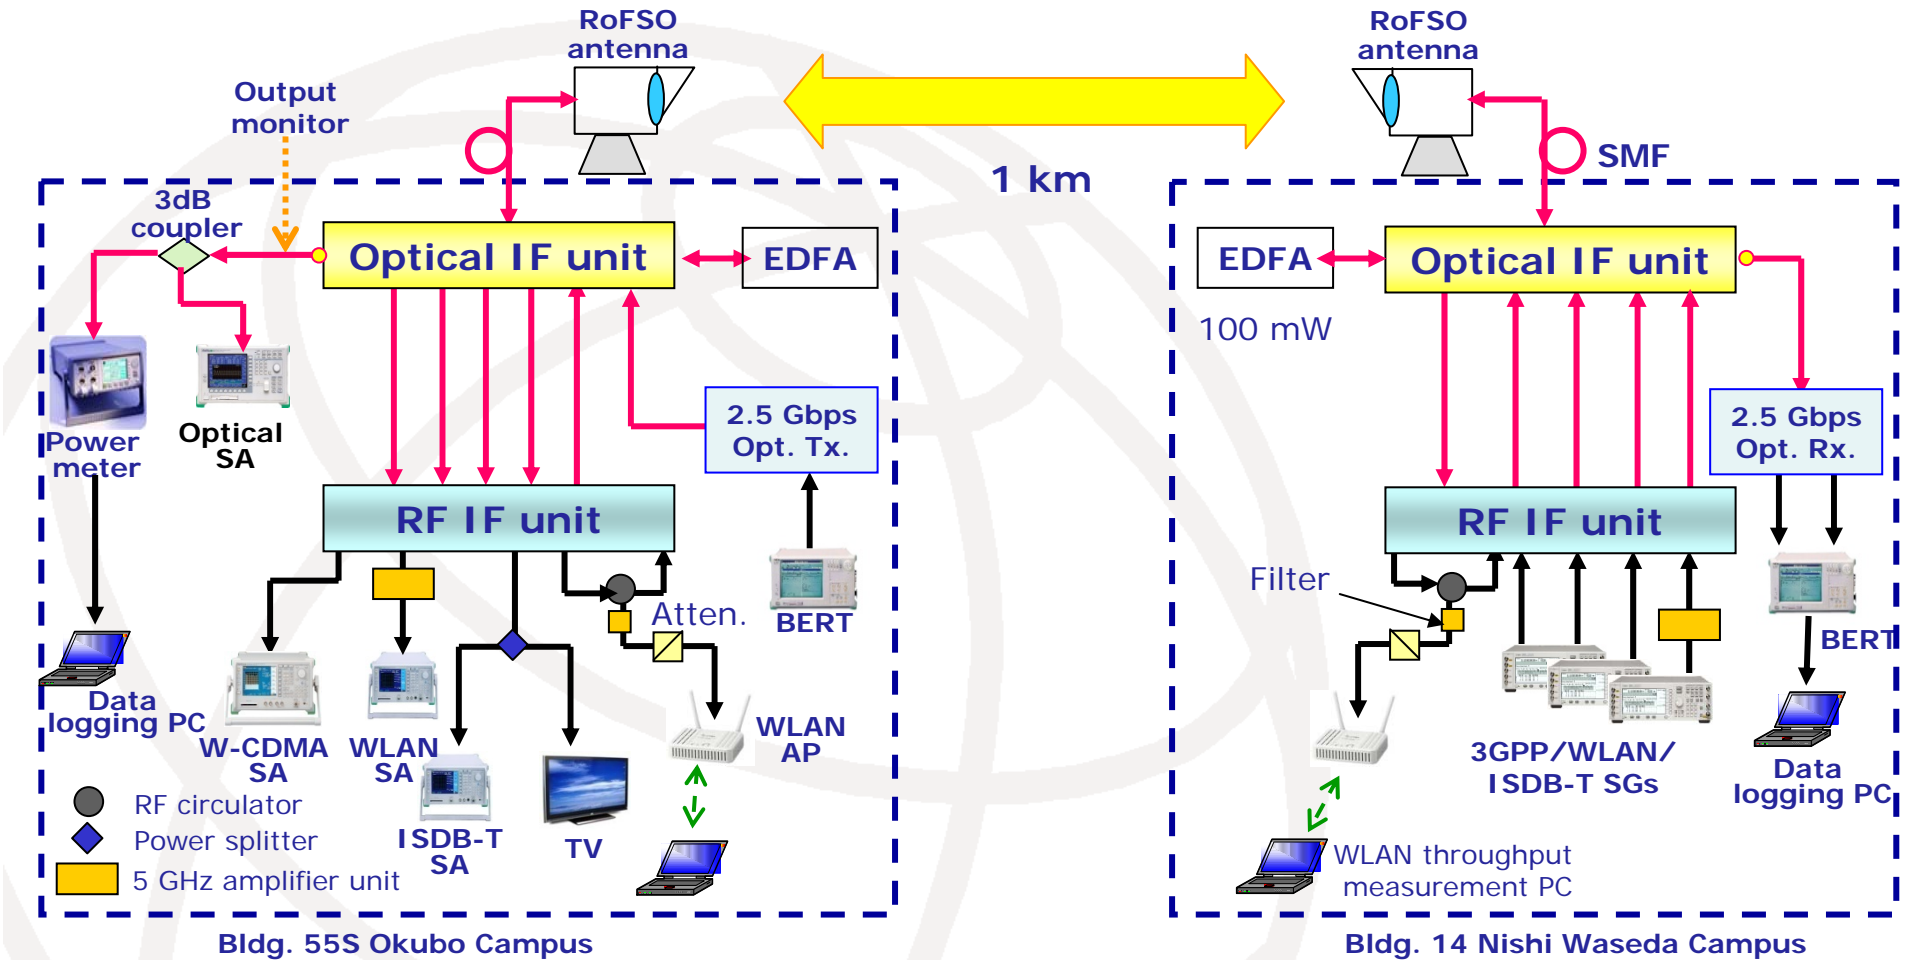 RoFSO
antenna
RoFSO
antenna
Output
monitor
1 km
SMF
3dB
coupler
Optical IF unit
EDFA
EDFA
Optical IF unit
100 mW
Power
meter
Optical
SA
2.5 Gbps
Opt. Tx.
2.5 Gbps
Opt. Rx.
RF IF unit
RF IF unit
Atten.
BERT
Filter
BERT
Data
logging PC
W-CDMA
SA
WLAN
SA
WLAN
AP
ISDB-T
SA
TV
3GPP/WLAN/
ISDB-T SGs
Data
logging PC
RF circulator
Power splitter
5 GHz amplifier unit
WLAN throughput
measurement PC
Bldg. 55S Okubo Campus
Bldg. 14 Nishi Waseda Campus